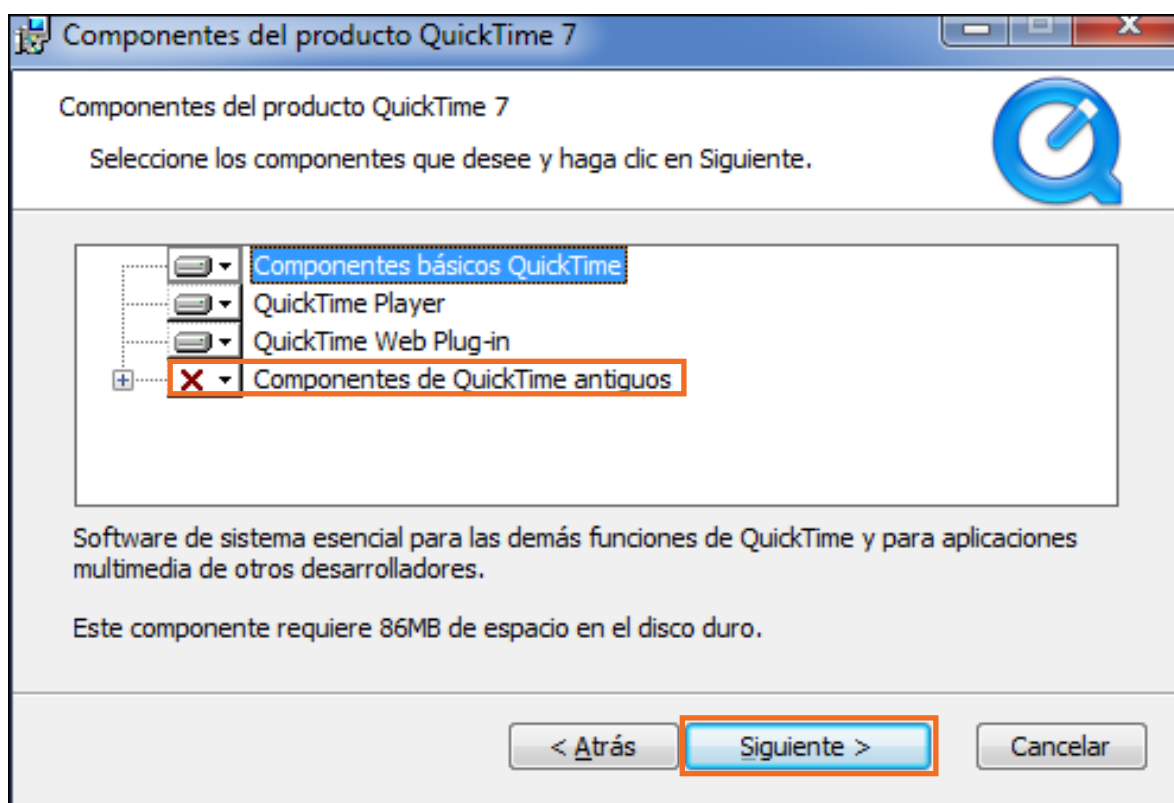 Componentes del producto QuickTime 7
Componentes del producto QuickTime 7
Seleccione los componentes que desee y haga clic en Siguiente.
Componentes básicos QuickTime
QuickTime Player
QuickTime Web Plug-in
Componentes de QuickTime antiguos
Software de sistema esencial para las demás funciones de QuickTime y para aplicaciones
multimedia de otros desarrolladores.
Este componente requiere 86MB de espacio en el disco duro.
< Atrás
Siguiente >
Cancelar